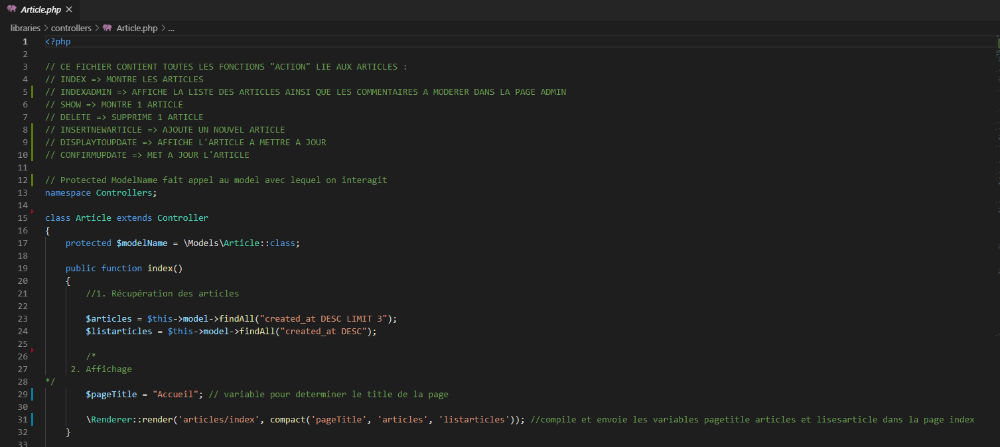 Article.php ×
libraries > controllers > Article.php > ...
1 <?php
2
3 // CE FICHIER CONTIENT TOUTES LES FONCTIONS "ACTION" LIE AUX ARTICLES :
4 // INDEX => MONTRE LES ARTICLES
5 // INDEXADMIN => AFFICHE LA LISTE DES ARTICLES AINSI QUE LES COMMENTAIRES A MODERER DANS LA PAGE ADMIN
6 // SHOW => MONTRE 1 ARTICLE
7 // DELETE => SUPPRIME 1 ARTICLE
8 // INSERTNEWARTICLE => AJOUTE UN NOUVEL ARTICLE
9 // DISPLAYTOUPDATE => AFFICHE L'ARTICLE A METTRE A JOUR
10 // CONFIRMUPDATE => MET A JOUR L'ARTICLE
11
12 // Protected ModelName fait appel au model avec lequel on interagit
13 namespace Controllers;
14
15 class Article extends Controller
16 {
17     protected $modelName = \Models\Article::class;
18
19     public function index()
20     {
21         //1. Récupération des articles
22
23         $articles = $this->model->findAll("created_at DESC LIMIT 3");
24         $listarticles = $this->model->findAll("created_at DESC");
25
26         /*
27      2. Affichage
28 */
29         $pageTitle = "Accueil"; // variable pour determiner le title de la page
30
31         \Renderer::render('articles/index', compact('pageTitle', 'articles', 'listarticles')); //compile et envoie les variables pagetitle articles et lisesarticle dans la page index
32     }
33